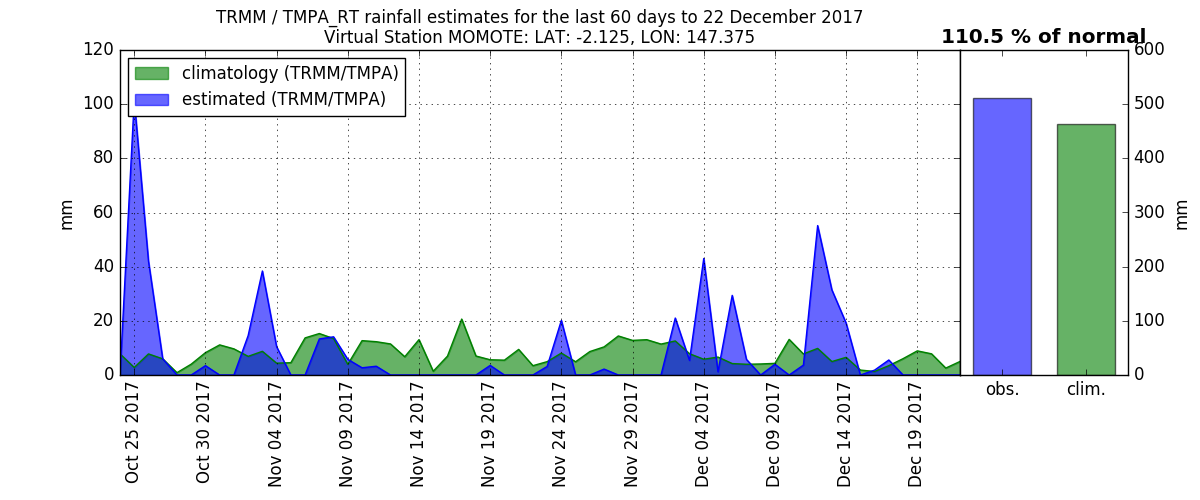 TRMM / TMPA_RT rainfall estimates for the last 60 days to 22 December 2017
Virtual Station MOMOTE: LAT: -2.125, LON: 147.375
110.5 % of normal
climatology (TRMM/TMPA)
estimated (TRMM/TMPA)
120
100
80
60
40
20
0
mm
Oct 25 2017
Oct 30 2017
Nov 04 2017
Nov 09 2017
Nov 14 2017
Nov 19 2017
Nov 24 2017
Nov 29 2017
Dec 04 2017
Dec 09 2017
Dec 14 2017
Dec 19 2017
600
500
400
300
200
100
0
mm
obs.
clim.